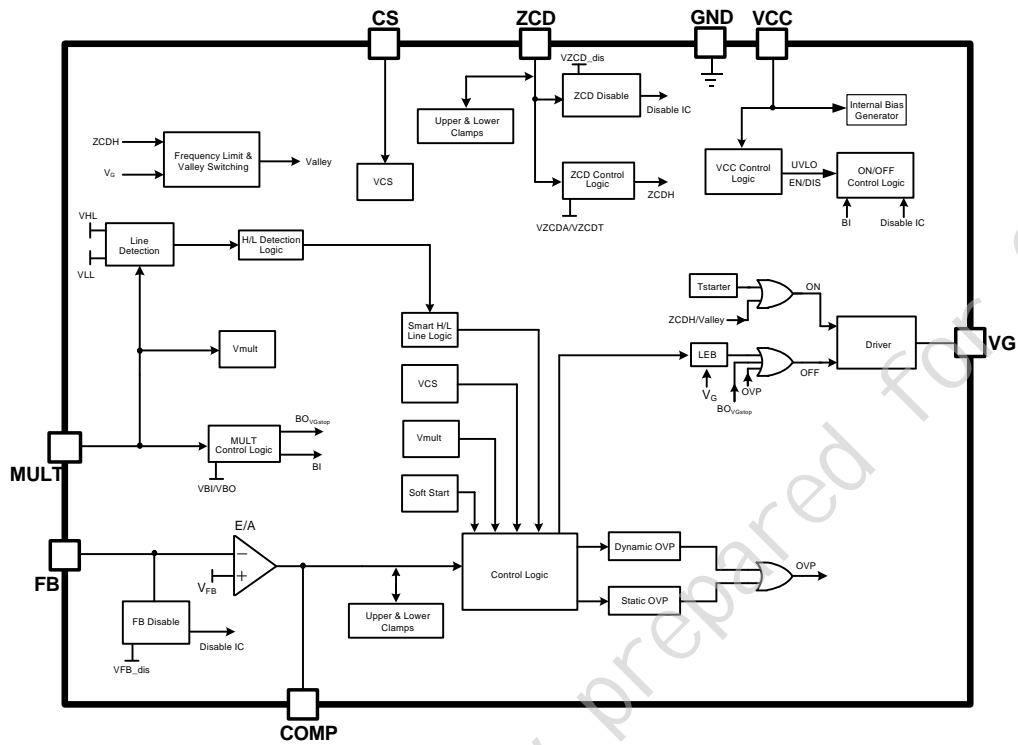 CS
ZCD
GND
VCC
VZCD_dis
ZCD Disable
Disable IC
Upper & Lower
Clamps
Internal Bias
Generator
ZCDH
VG
Frequency Limit &
Valley Switching
Valley
VCS
ZCD Control
Logic
ZCDH
VZCDA/VZCDT
VCC Control
Logic
UVLO
EN/DIS
ON/OFF
Control Logic
BI
Disable IC
VHL
VLL
Line
Detection
H/L Detection
Logic
Tstarter
ZCDH/Valley
ON
Smart H/L
Line Logic
Vmult
Driver
VG
LEB
VG
BOVGstop
OVP
OFF
VCS
MULT
MULT
Control Logic
BOVGstop
BI
VBI/VBO
Vmult
Soft Start
FB
E/A
−
+
VFB
Control Logic
Dynamic OVP
Static OVP
OVP
Upper & Lower
Clamps
FB Disable
Disable IC
VFB_dis
COMP
prepared for